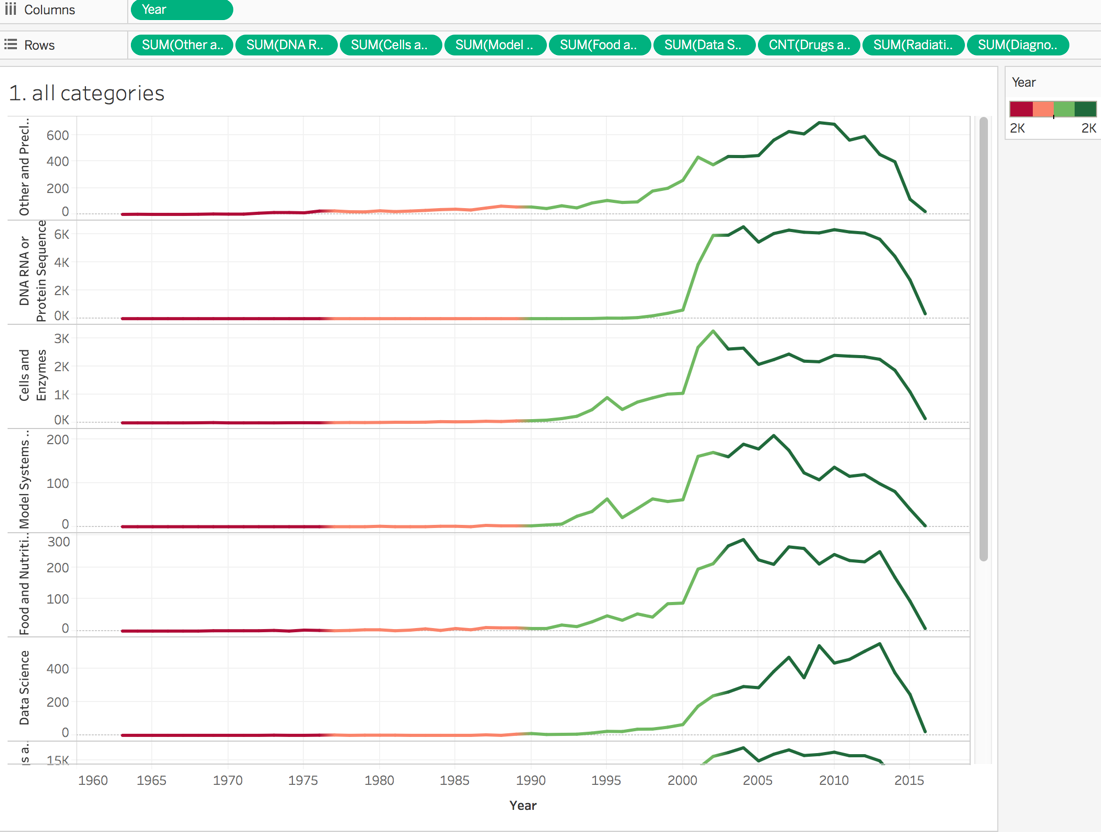 Columns
Year
Rows
SUM(Other a..
SUM(DNA R..
SUM(Cells a..
SUM(Model ..
SUM(Food a..
SUM(Data S..
CNT(Drugs a..
SUM(Radiati..
SUM(Diagno..
1. all categories
Year
2K
2K
Other and Precl..
600
400
200
0
DNA RNA or
Protein Sequence
6K
4K
2K
0K
Cells and
Enzymes
3K
2K
1K
0K
Model Systems...
200
100
0
Food and Nutriti..
300
200
100
0
Data Science
400
200
0
s a..
15K
1960
1965
1970
1975
1980
1985
1990
1995
2000
2005
2010
2015
Year